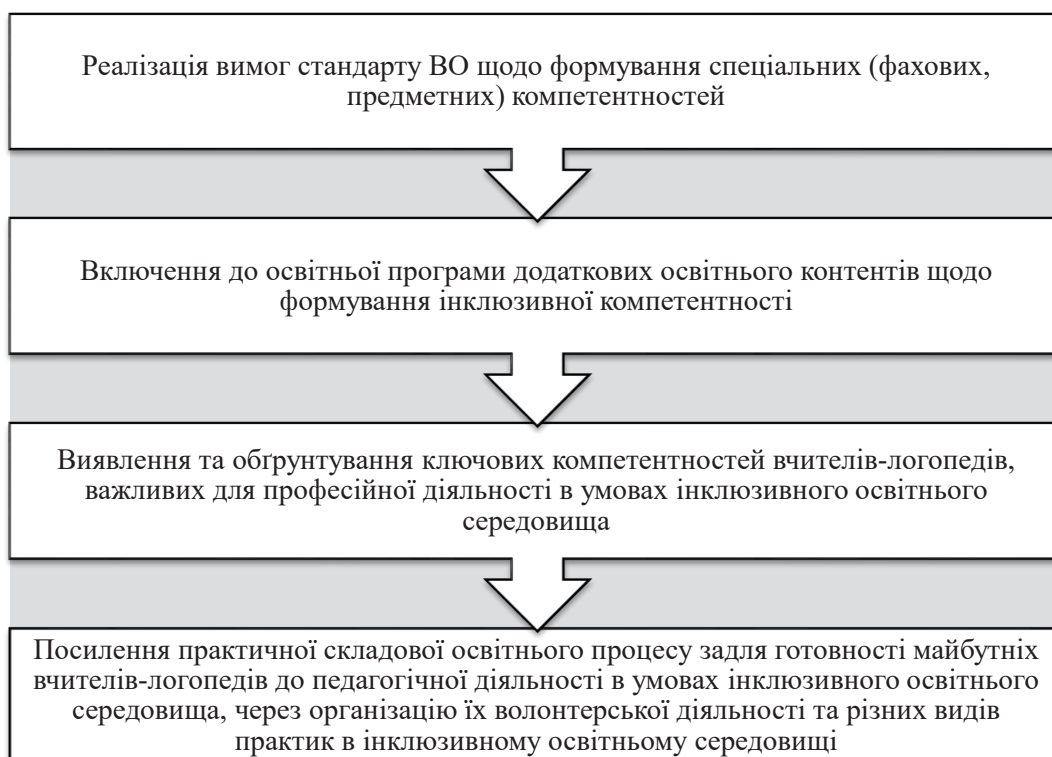 Реалізація вимог стандарту ВО щодо формування спеціальних (фахових,
предметних) компетентностей
Включення до освітньої програми додаткових освітнього контентів щодо
формування інклюзивної компетентності
Виявлення та обґрунтування ключових компетентностей вчителів-логопедів,
важливих для професійної діяльності в умовах інклюзивного освітнього
середовища
Посилення практичної складової освітнього процесу задля готовності майбутніх
вчителів-логопедів до педагогічної діяльності в умовах інклюзивного освітнього
середовища, через організацію їх волонтерської діяльності та різних видів
практик в інклюзивному освітньому середовищі